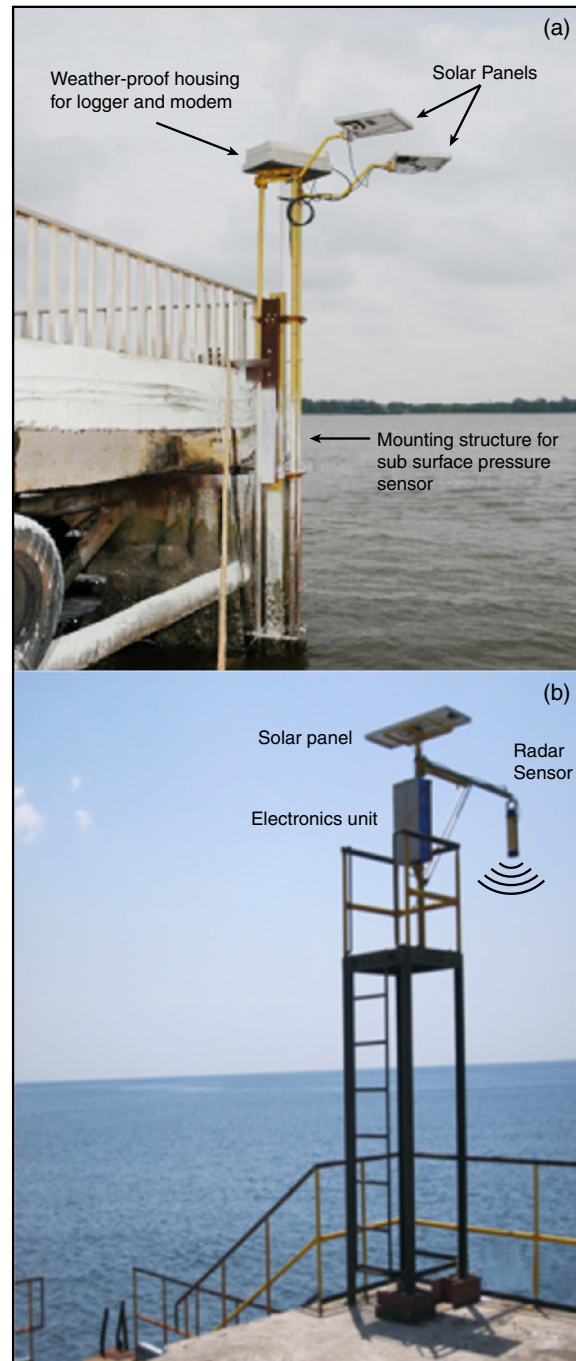 (a)
Weather-proof housing
for logger and modem
Solar Panels
Mounting structure for
sub surface pressure
sensor
(b)
Solar panel
Radar
Sensor
Electronics unit